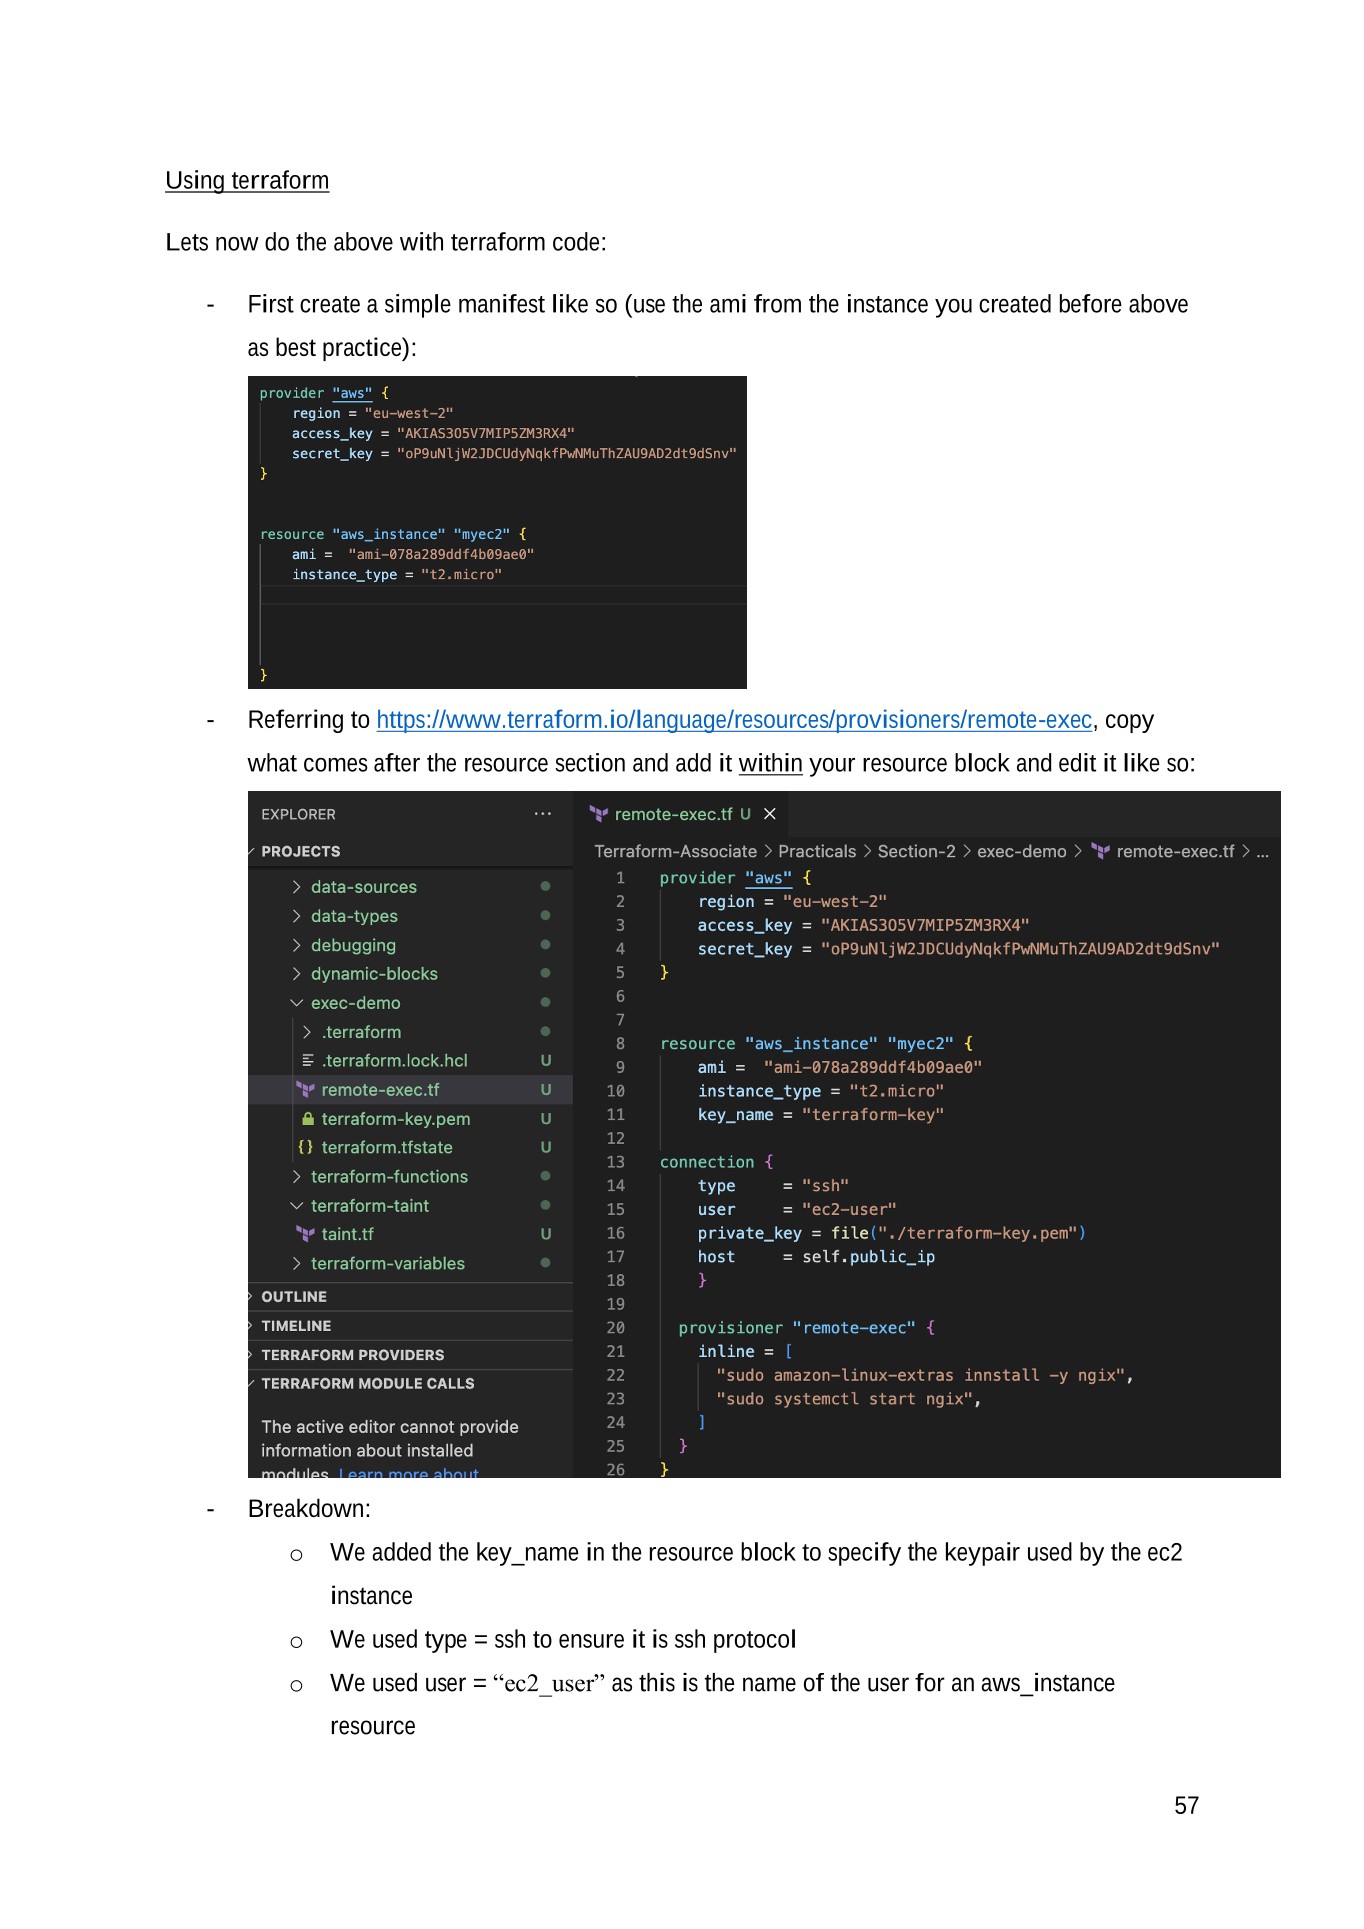 Using terraform
Lets now do the above with terraform code:
- First create a simple manifest like so (use the ami from the instance you created before above
as best practice):
provider "aws" {
region = "eu-west-2"
access_key = "AKIAS3O5V7MIP5ZM3RX4"
secret_key = "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"
}
resource "aws_instance" "myec2" {
ami =  "ami-078a289ddf4b09ae0"
instance_type = "t2.micro"
}
- Referring to https://www.terraform.io/language/resources/provisioners/remote-exec, copy
what comes after the resource section and add it within your resource block and edit it like so:
EXPLORER ···
PROJECTS
data-sources
data-types
debugging
dynamic-blocks
exec-demo
.terraform
.terraform.lock.hcl U
remote-exec.tf U
terraform-key.pem U
{} terraform.tfstate U
terraform-functions
terraform-taint
taint.tf U
terraform-variables
OUTLINE
TIMELINE
TERRAFORM PROVIDERS
TERRAFORM MODULE CALLS
The active editor cannot provide
information about installed
modules. Learn more about
remote-exec.tf U ×
Terraform-Associate > Practicals > Section-2 > exec-demo > remote-exec.tf > ...
1 provider "aws" {
2 region = "eu-west-2"
3 access_key = "AKIAS3O5V7MIP5ZM3RX4"
4 secret_key = "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"
5 }
6
7
8 resource "aws_instance" "myec2" {
9 ami =  "ami-078a289ddf4b09ae0"
10 instance_type = "t2.micro"
11 key_name = "terraform-key"
12
13 connection {
14 type     = "ssh"
15 user     = "ec2-user"
16 private_key = file("./terraform-key.pem")
17 host     = self.public_ip
18 }
19
20 provisioner "remote-exec" {
21 inline = [
22 "sudo amazon-linux-extras innstall -y ngix",
23 "sudo systemctl start ngix",
24 ]
25 }
26 }
- Breakdown:
o We added the key_name in the resource block to specify the keypair used by the ec2
instance
o We used type = ssh to ensure it is ssh protocol
o We used user = “ec2_user” as this is the name of the user for an aws_instance
resource
57